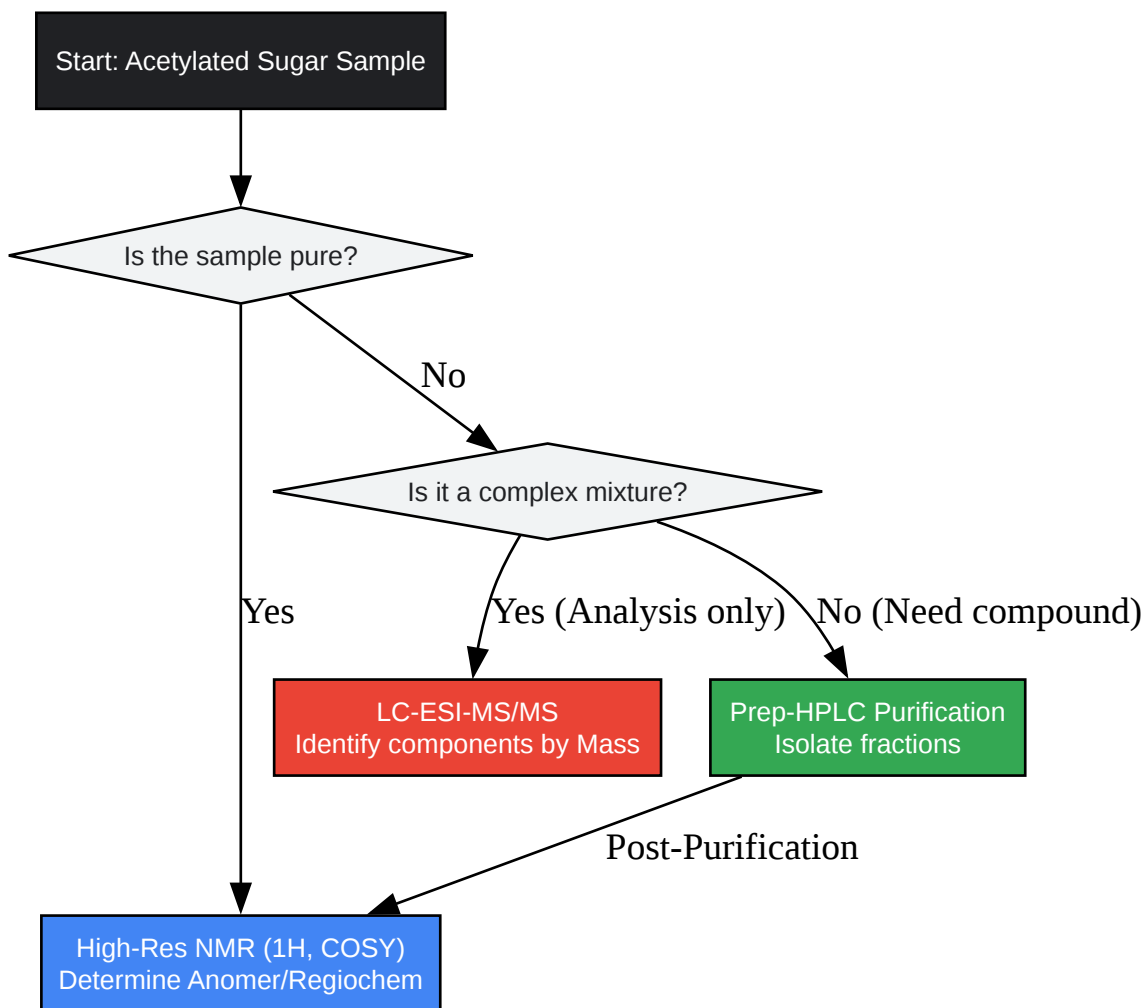 Start: Acetylated Sugar Sample
Is the sample pure?
No
Is it a complex mixture?
Yes
Yes (Analysis only)
No (Need compound)
LC-ESI-MS/MS
Identify components by Mass
Prep-HPLC Purification
Isolate fractions
Post-Purification
High-Res NMR (1H, COSY)
Determine Anomer/Regiochem